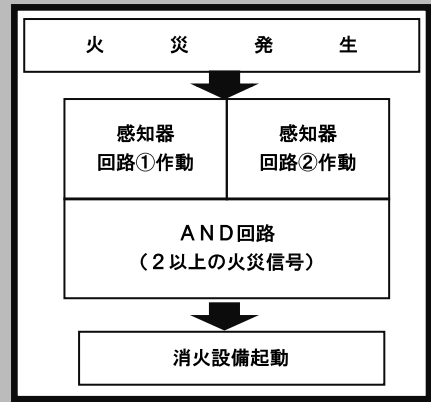 火災発生
感知器
回路①作動
感知器
回路②作動
AND回路
(2以上の火災信号)
消火設備起動